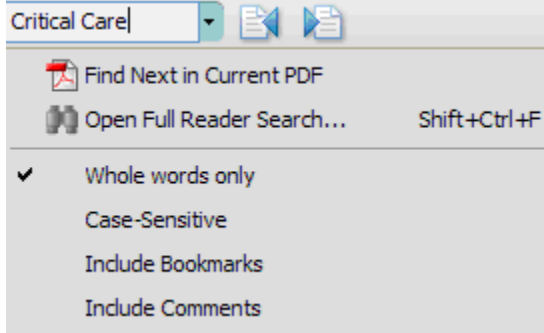 Critical Care
Find Next in Current PDF
Open Full Reader Search... Shift+Ctrl+F
Whole words only
Case-Sensitive
Include Bookmarks
Include Comments